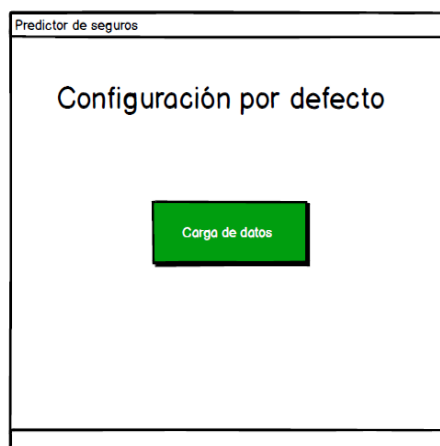 Predictor de seguros
Configuración por defecto
Carga de datos